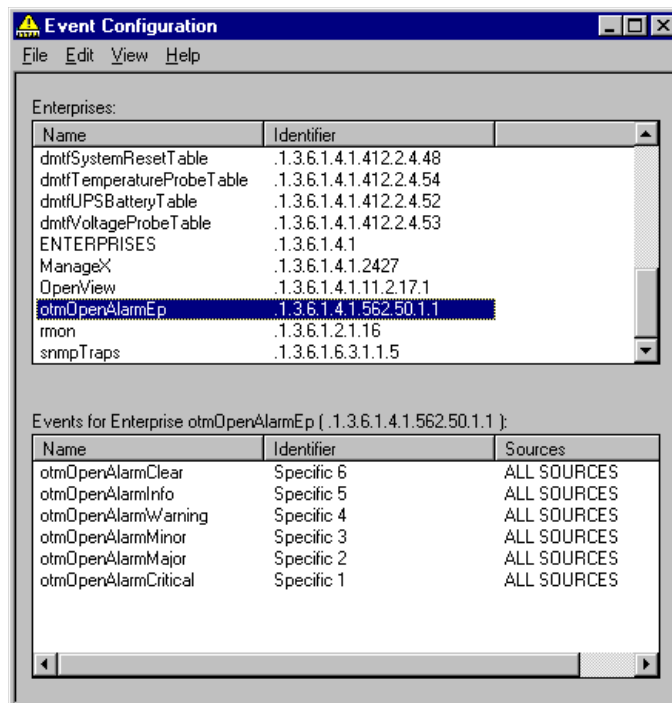 Event Configuration
File Edit View Help
Enterprises:
Name Identifier
dmtfSystemResetTable .1.3.6.1.4.1.412.2.4.48
dmtfTemperatureProbeTable .1.3.6.1.4.1.412.2.4.54
dmtfUPSBatteryTable .1.3.6.1.4.1.412.2.4.52
dmtfVoltageProbeTable .1.3.6.1.4.1.412.2.4.53
ENTERPRISES .1.3.6.1.4.1
ManageX .1.3.6.1.4.1.2427
OpenView .1.3.6.1.4.1.11.2.17.1
otmOpenAlarmEp .1.3.6.1.4.1.562.50.1.1
rmon .1.3.6.1.2.1.16
snmpTraps .1.3.6.1.6.3.1.1.5
Events for Enterprise otmOpenAlarmEp ( .1.3.6.1.4.1.562.50.1.1 ):
Name Identifier Sources
otmOpenAlarmClear Specific 6 ALL SOURCES
otmOpenAlarmInfo Specific 5 ALL SOURCES
otmOpenAlarmWarning Specific 4 ALL SOURCES
otmOpenAlarmMinor Specific 3 ALL SOURCES
otmOpenAlarmMajor Specific 2 ALL SOURCES
otmOpenAlarmCritical Specific 1 ALL SOURCES